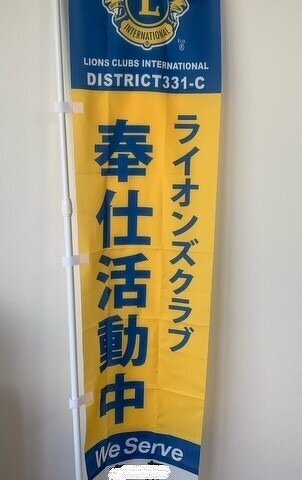 L
INTERNATIONAL
LIONS CLUBS INTERNATIONAL
DISTRICT331-C
ライオンズクラブ
奉仕活動中
We Serve